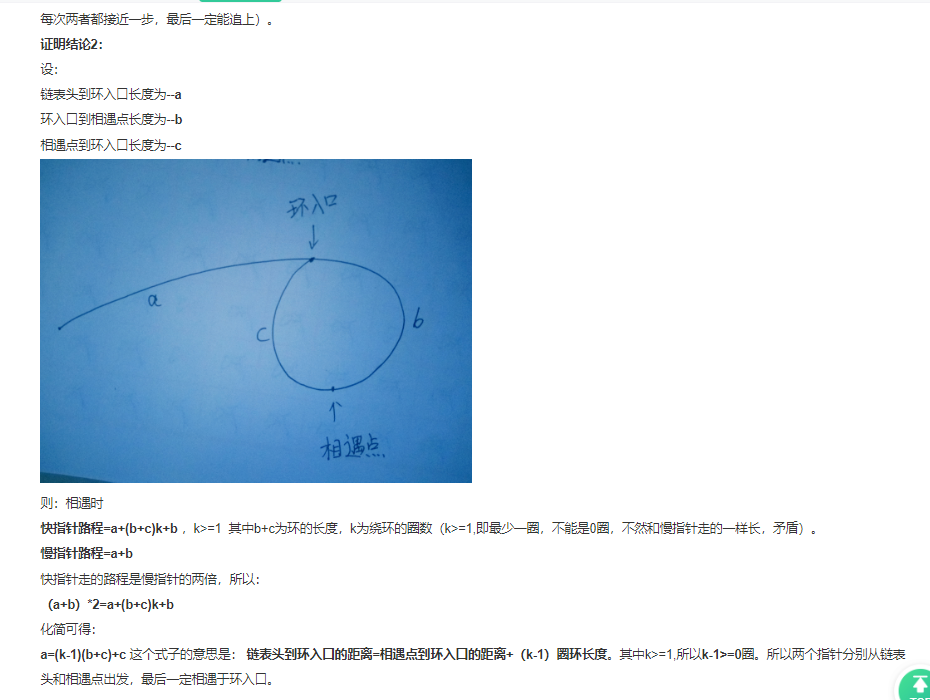 每次两者都接近一步，最后一定能追上）。
证明结论2：
设：
链表头到环入口长度为--a
环入口到相遇点长度为--b
相遇点到环入口长度为--c
环入口
a
c
b
相遇点
则：相遇时
快指针路程=a+(b+c)k+b ，k>=1 其中b+c为环的长度，k为绕环的圈数（k>=1,即最少一圈，不能是0圈，不然和慢指针走的一样长，矛盾）。
慢指针路程=a+b
快指针走的路程是慢指针的两倍，所以：
（a+b）*2=a+(b+c)k+b
化简可得：
a=(k-1)(b+c)+c 这个式子的意思是： 链表头到环入口的距离=相遇点到环入口的距离+（k-1）圈环长度。其中k>=1,所以k-1>=0圈。所以两个指针分别从链表
头和相遇点出发，最后一定相遇于环入口。